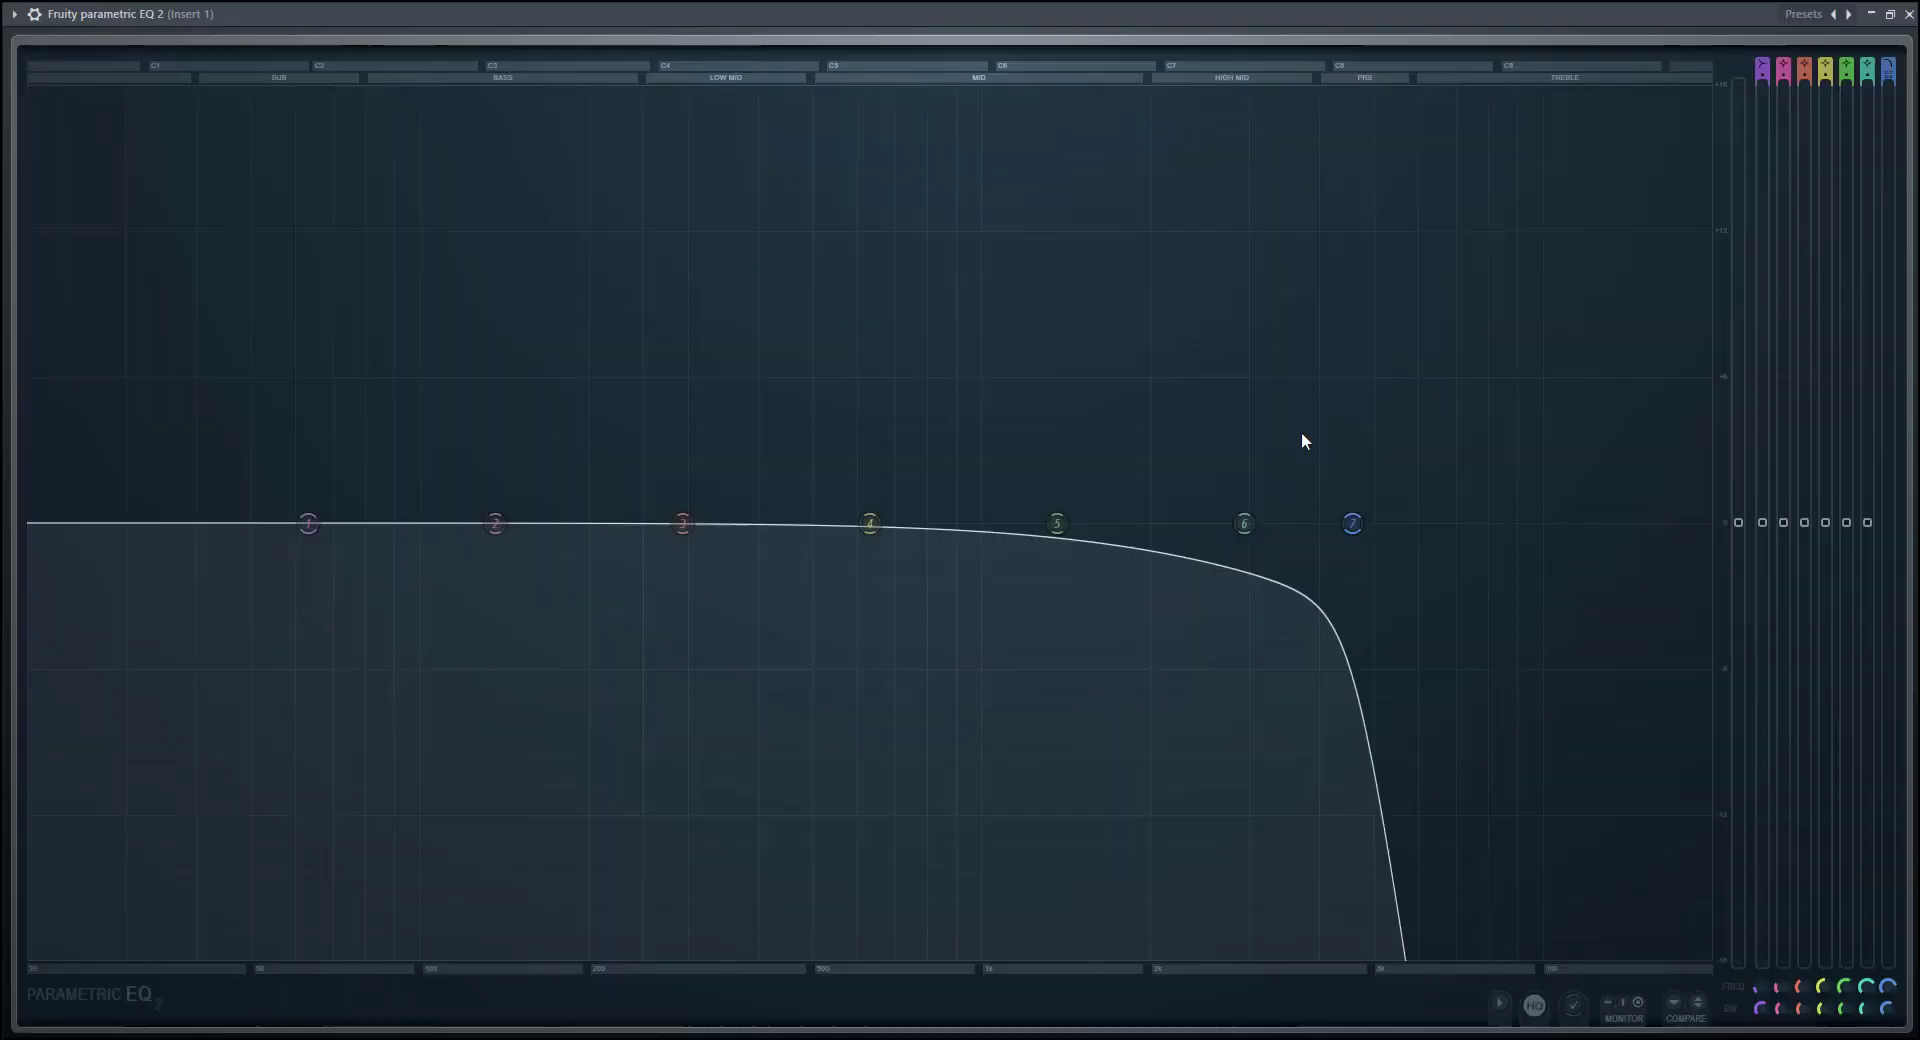 Fruity parametric EQ 2 (Insert 1) Presets
C1 C2 C3 C4 C5 C6 C7 C8
SUB BASS LOW MID MID HIGH MID PRS TREBLE
1 2 3 4 5 6 7 0
20 50 100 200 500 1k 2k 5k 10k
PARAMETRIC EQ 2
FREQ
BW
HQ
MONITOR COMPARE